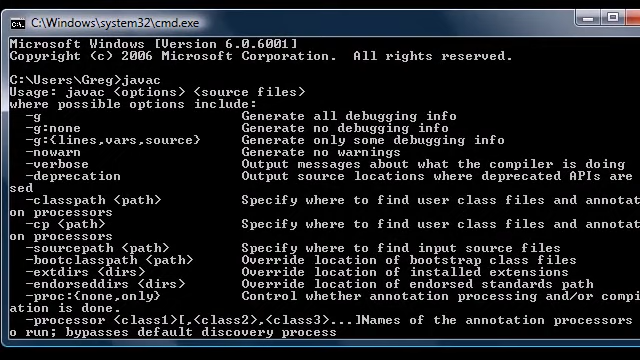 C:\Windows\system32\cmd.exe
Microsoft Windows [Version 6.0.6001]
Copyright (c) 2006 Microsoft Corporation.  All rights reserved.
C:\Users\Greg>javac
Usage: javac <options> <source files>
where possible options include:
-g Generate all debugging info
-g:none Generate no debugging info
-g:{lines,vars,source} Generate only some debugging info
-nowarn Generate no warnings
-verbose Output messages about what the compiler is doing
-deprecation Output source locations where deprecated APIs are
sed
-classpath <path> Specify where to find user class files and annotat
on processors
-cp <path> Specify where to find user class files and annotat
on processors
-sourcepath <path> Specify where to find input source files
-bootclasspath <path> Override location of bootstrap class files
-extdirs <dirs> Override location of installed extensions
-endorseddirs <dirs> Override location of endorsed standards path
-proc:{none,only} Control whether annotation processing and/or compi
ation is done.
-processor <class1>[,<class2>,<class3>...]Names of the annotation processors
o run; bypasses default discovery process